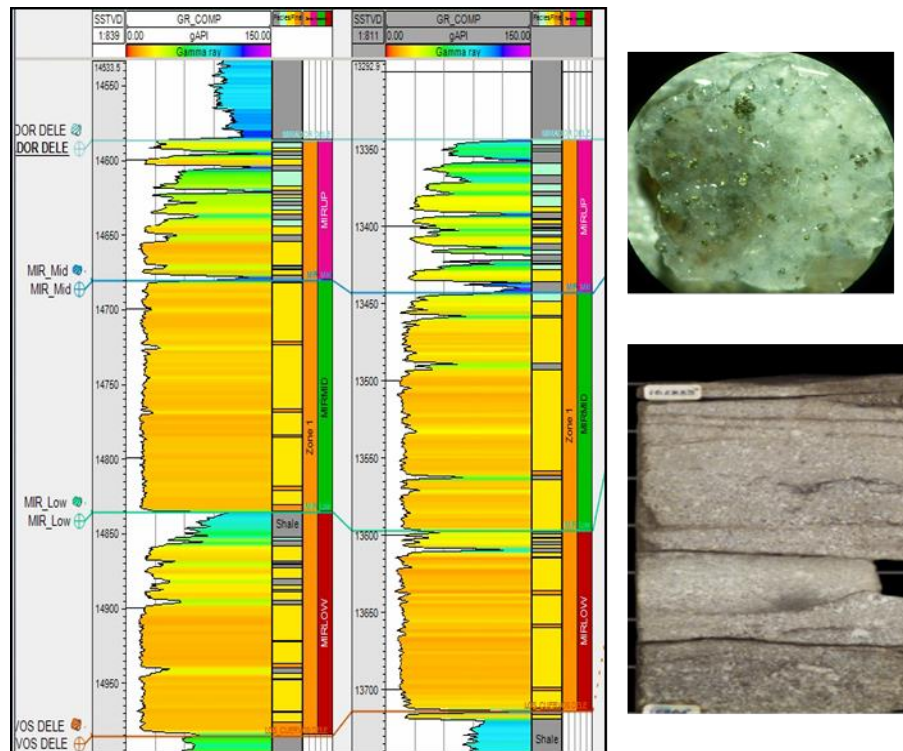 SSTVD GR_COMP
1:839 0.00 gAPI 150.00
Gamma ray
14533.5
14550
14600
14650
14700
14750
14800
14850
14900
14950
DOR DELE
ADOR DELE
MIR_Mid
MIR_Mid
MIR_Low
MIR_Low
VOS DELE
VOS DELE
Shale
Zone 1
MIRUP
MIRMID
MIRLOW
SSTVD GR_COMP
1:811 0.00 gAPI 150.00
Gamma ray
13292.9
13350
13400
13450
13500
13550
13600
13650
13700
Shale
Zone 1
MIRUP
MIRMID
MIRLOW